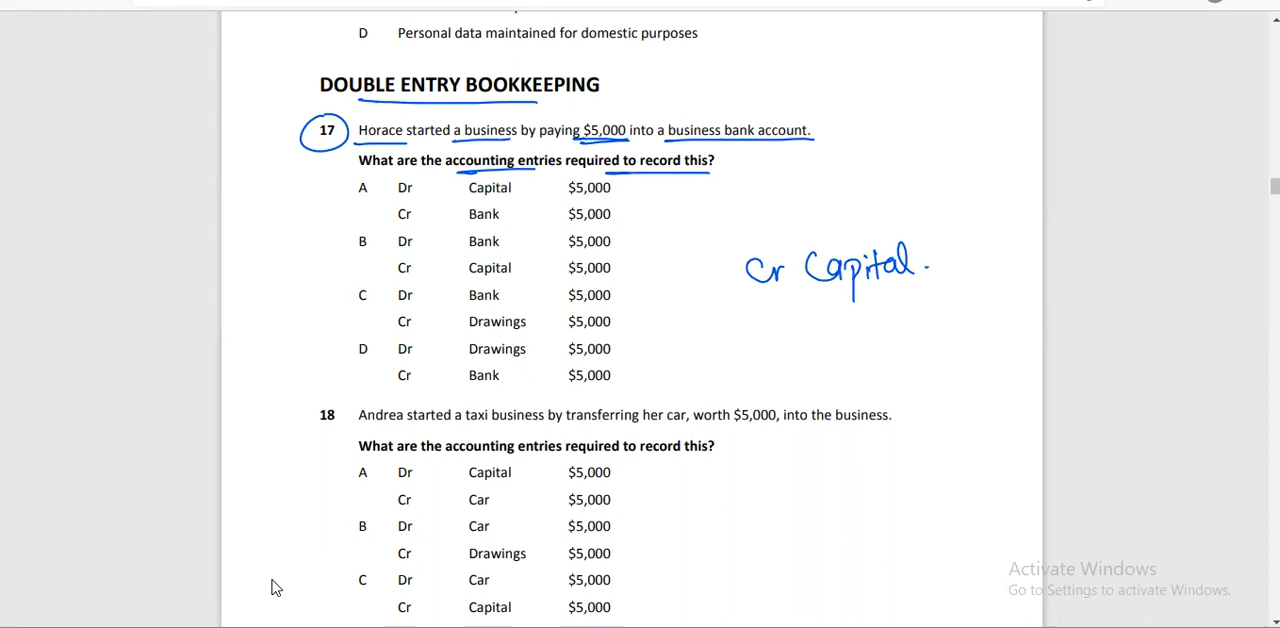 D Personal data maintained for domestic purposes
DOUBLE ENTRY BOOKKEEPING
17 Horace started a business by paying $5,000 into a business bank account.
What are the accounting entries required to record this?
A Dr Capital $5,000
Cr Bank $5,000
B Dr Bank $5,000
Cr Capital $5,000
Cr Capital.
C Dr Bank $5,000
Cr Drawings $5,000
D Dr Drawings $5,000
Cr Bank $5,000
18 Andrea started a taxi business by transferring her car, worth $5,000, into the business.
What are the accounting entries required to record this?
A Dr Capital $5,000
Cr Car $5,000
B Dr Car $5,000
Cr Drawings $5,000
C Dr Car $5,000
Cr Capital $5,000
Activate Windows
Go to Settings to activate Windows.